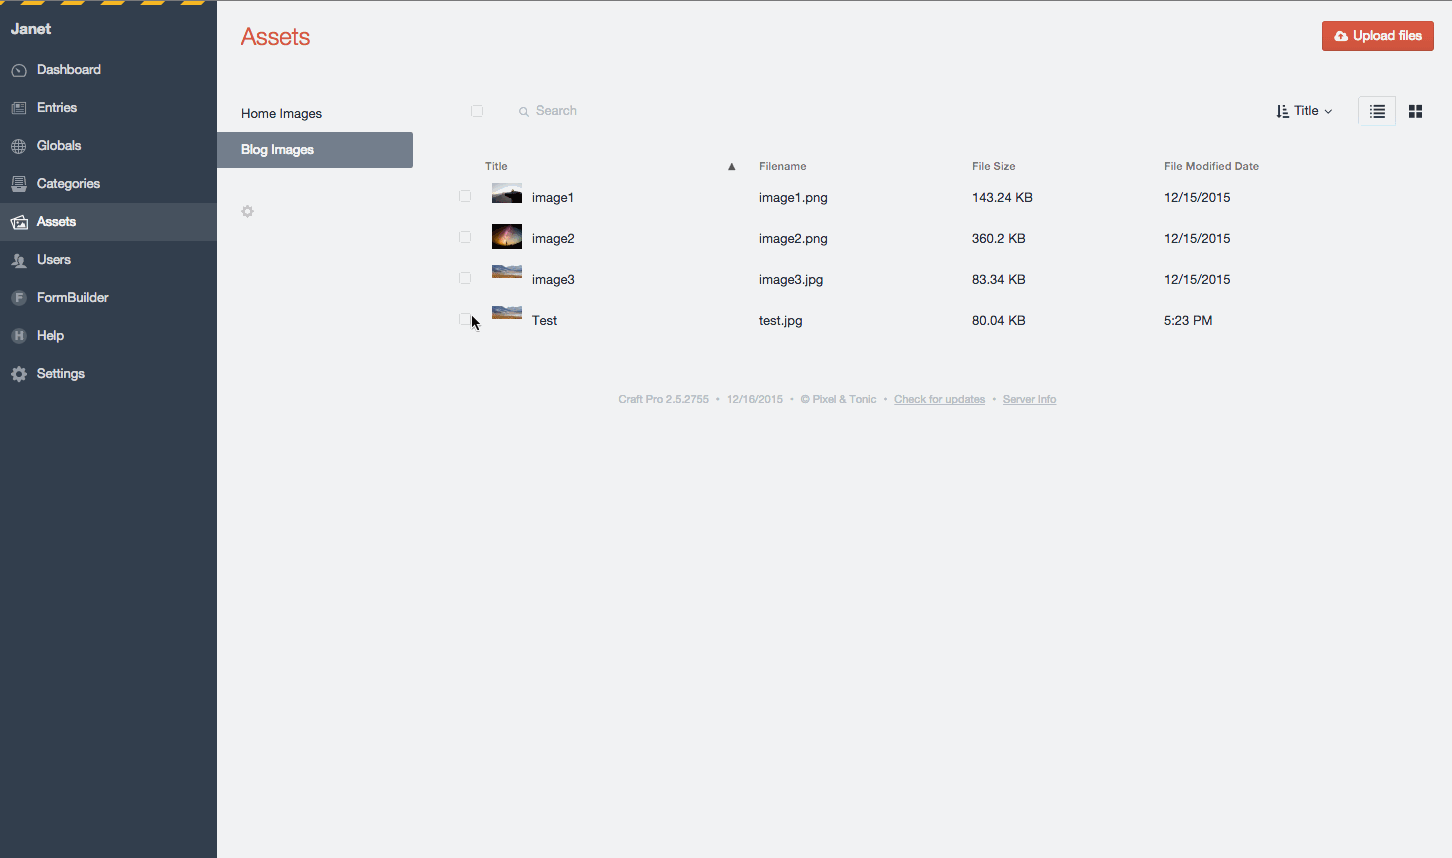 Janet
Dashboard
Entries
Globals
Categories
Assets
Users
F FormBuilder
H Help
Settings
Assets
Upload files
Home Images
Blog Images
Search
Title
Title ▲ Filename File Size File Modified Date
image1 image1.png 143.24 KB 12/15/2015
image2 image2.png 360.2 KB 12/15/2015
image3 image3.jpg 83.34 KB 12/15/2015
Test test.jpg 80.04 KB 5:23 PM
Craft Pro 2.5.2755 • 12/16/2015 • © Pixel & Tonic • Check for updates • Server Info